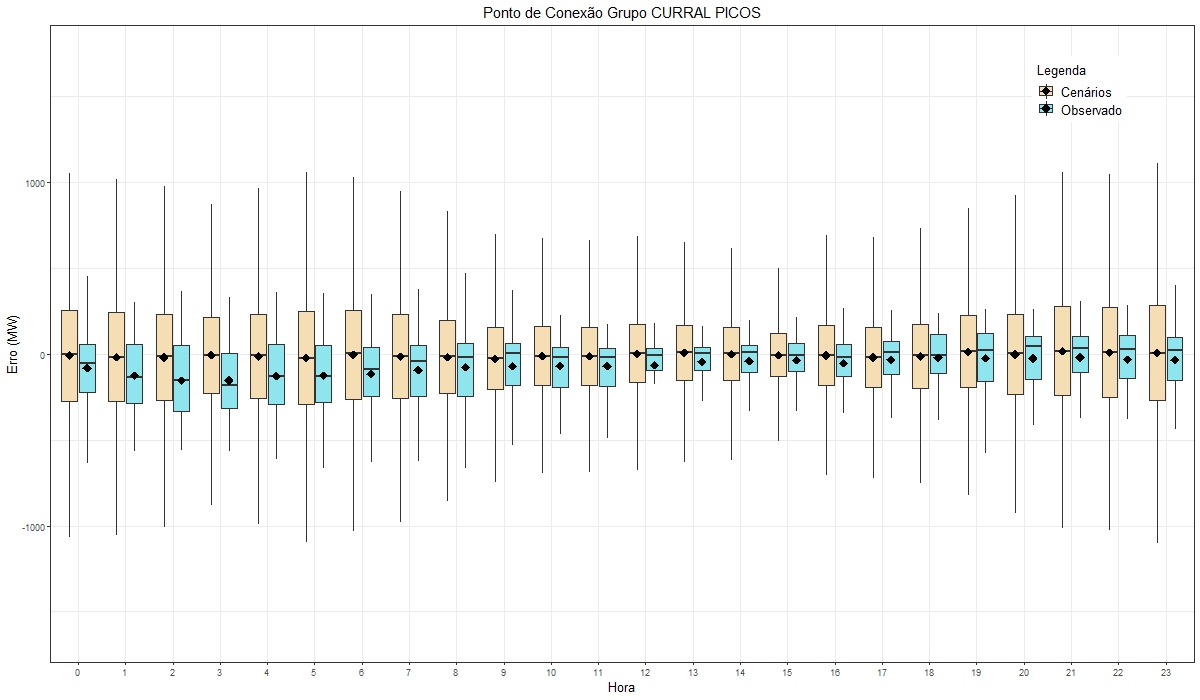 Ponto de Conexão Grupo CURRAL PICOS
Legenda
Cenários
Observado
1000
0
-1000
Erro (MW)
0 1 2 3 4 5 6 7 8 9 10 11 12 13 14 15 16 17 18 19 20 21 22 23
Hora